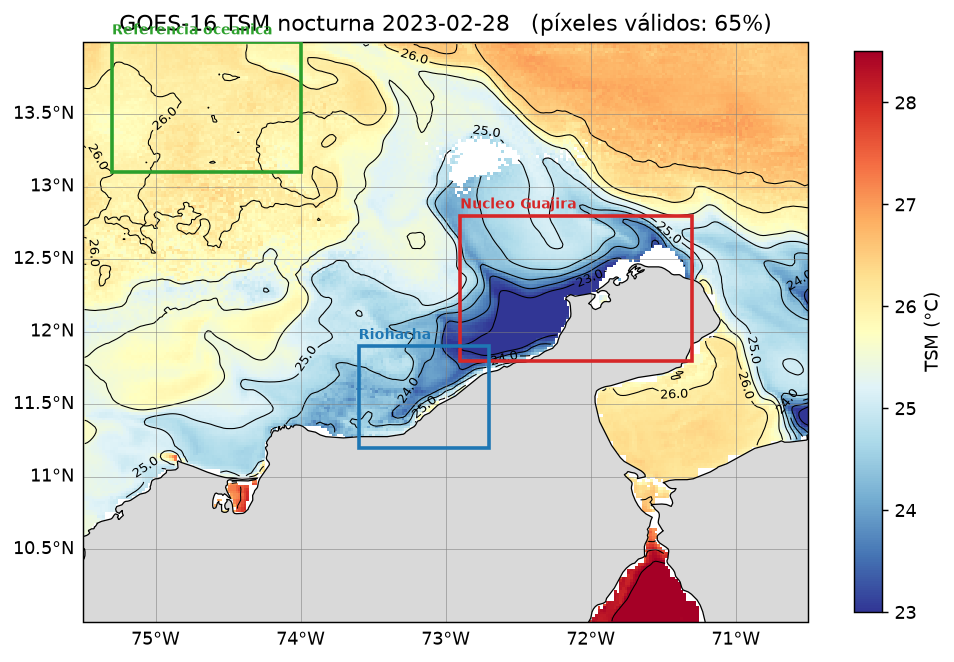 GOES-16 TSM nocturna 2023-02-28   (píxeles válidos: 65%)
Referencia oceanica
26.0
25.0
26.0
26.0
26.0
Nucleo Guajira
25.0
23.0
24.0
Riohacha
24.0
25.0
25.0
24.0
25.0
26.0
26.0
24.0
25.0
13.5°N
13°N
12.5°N
12°N
11.5°N
11°N
10.5°N
75°W
74°W
73°W
72°W
71°W
28
27
26
25
24
23
TSM (°C)